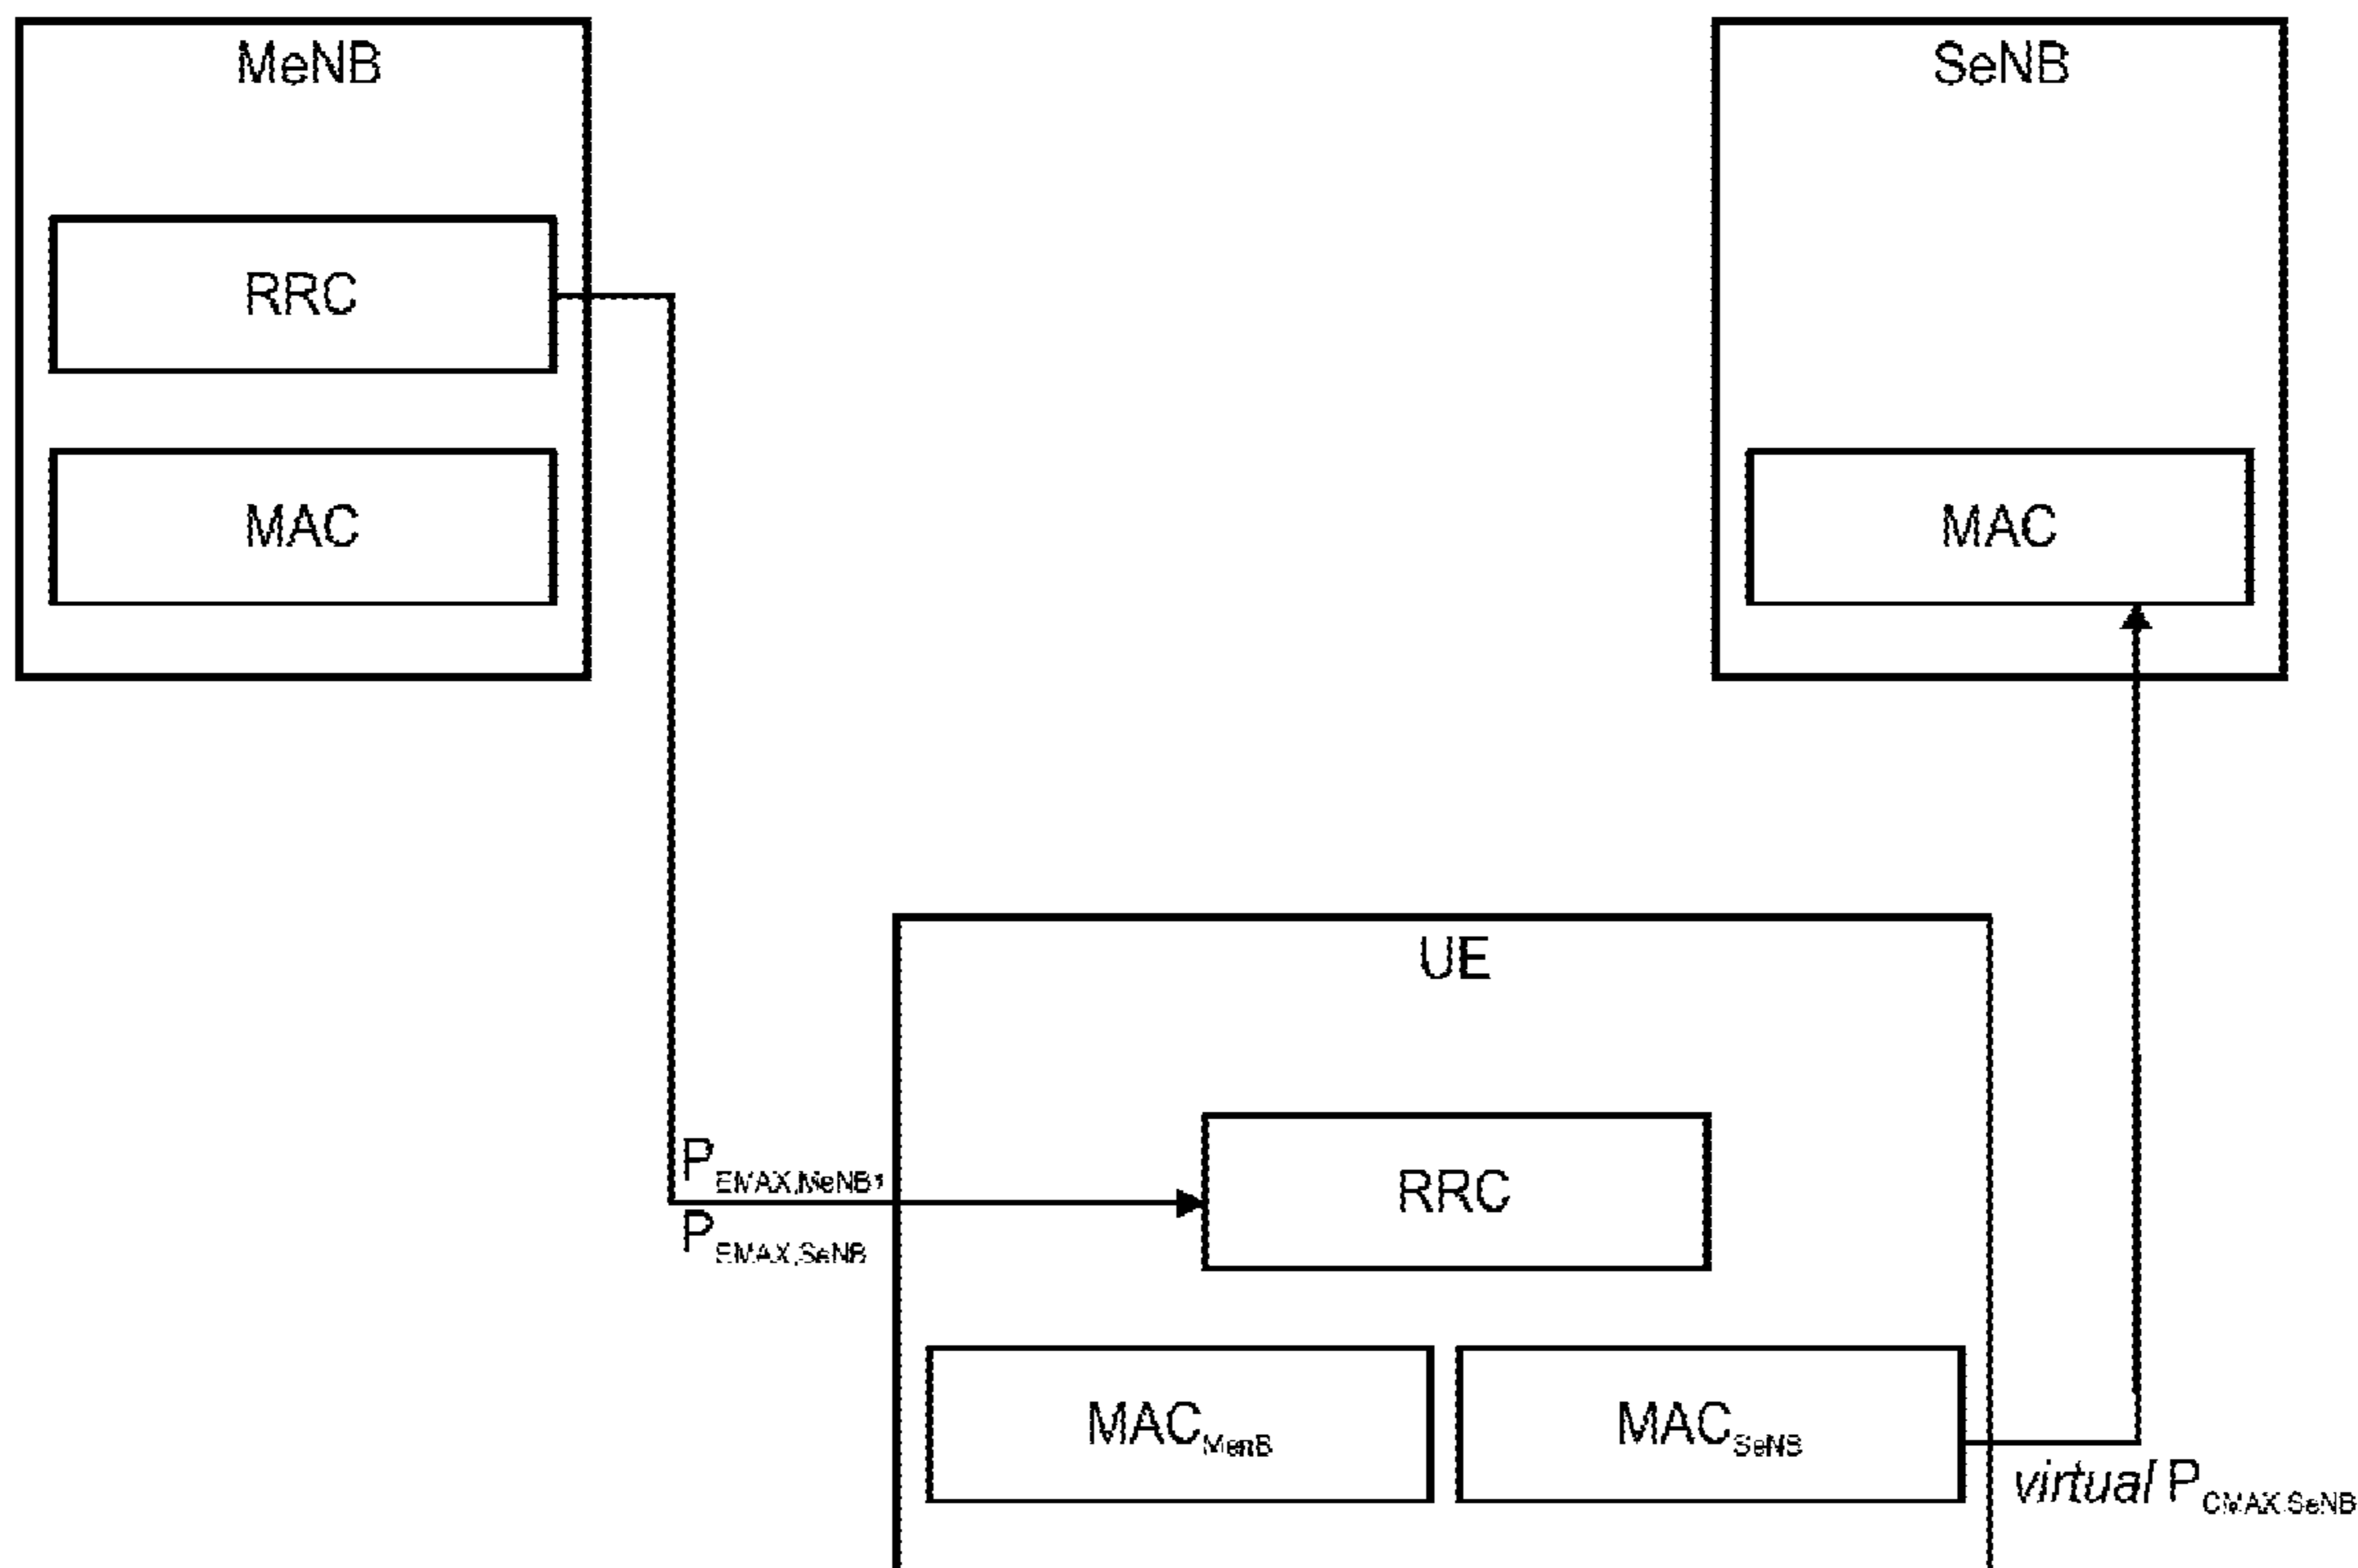 MeNB
SeNB
RRC
MAC
MAC
UE
P EMAX,MeNB,
P EMAX,SeNB
RRC
MAC MenB
MAC SeNB
virtual P CMAX,SeNB